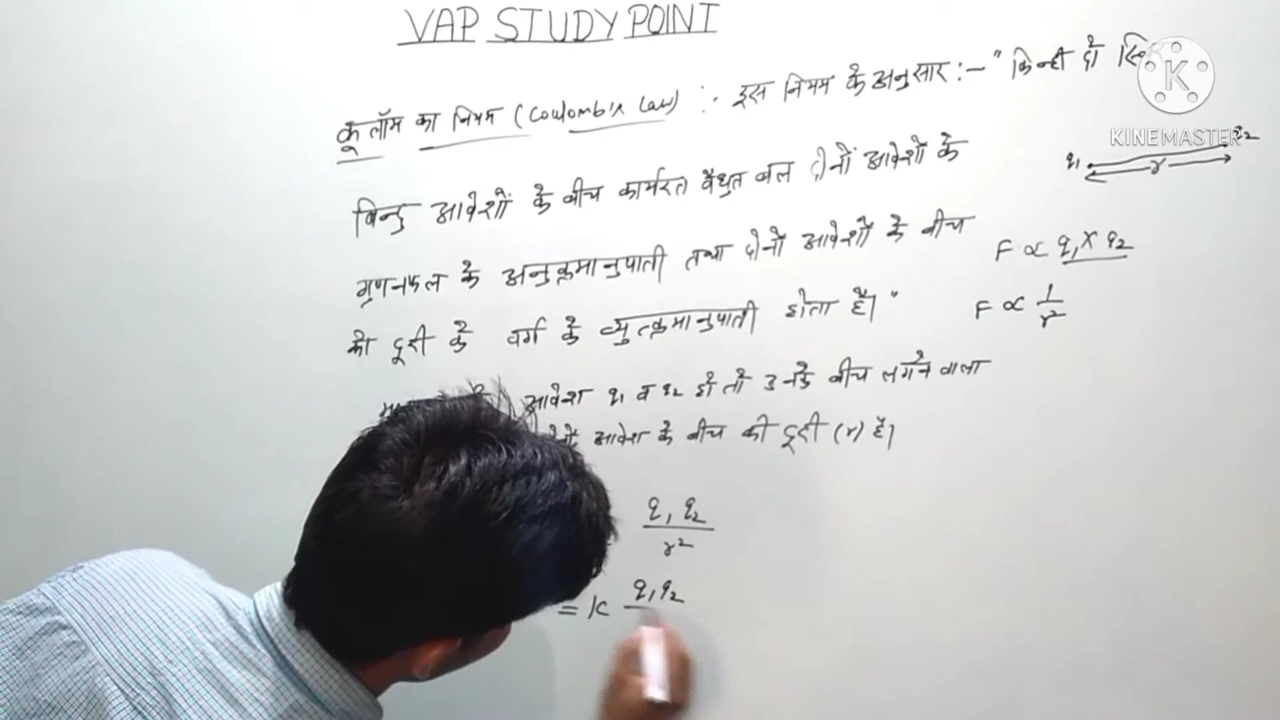 VAP STUDY POINT
कूलॉम का नियम (Coulomb's Law) :- इस नियम के अनुसार :- "किन्ही दो
KINEMASTER
बिन्दु आवेशों के बीच कार्यरत वैधुत बल दोनों आवेशों के
q₁ r q₂
गुणनफल के अनुक्रमानुपाती तथा दोनों आवेशों के बीच
F ∝ q₁ × q₂
की दूरी के वर्ग के व्युत्क्रमानुपाती होता है।"
F ∝ 1/r²
आवेश q₁ व q₂ हो तो उनके बीच लगने वाला
आवेश के बीच की दूरी (r) है।
q₁ q₂
r²
= K q₁q₂